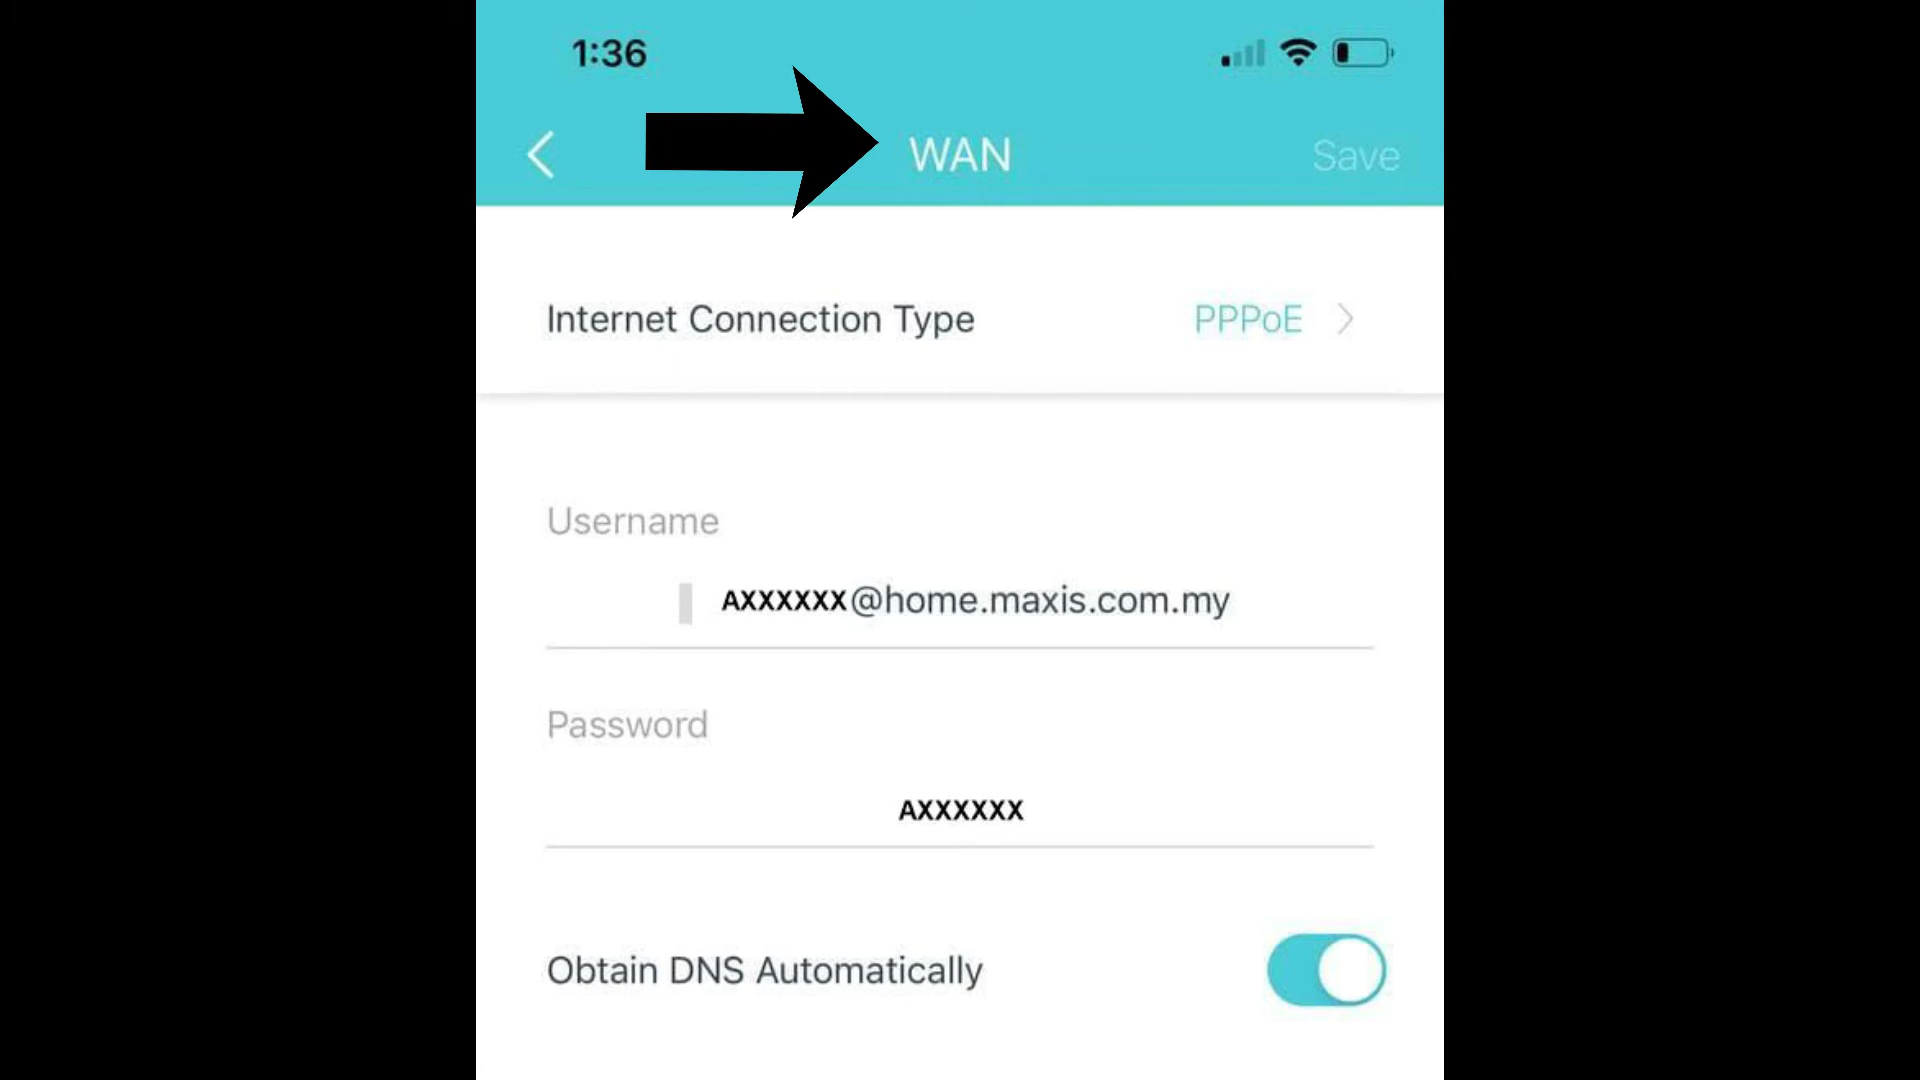 1:36
WAN
Save
Internet Connection Type
PPPoE
Username
AXXXXXX@home.maxis.com.my
Password
AXXXXXX
Obtain DNS Automatically